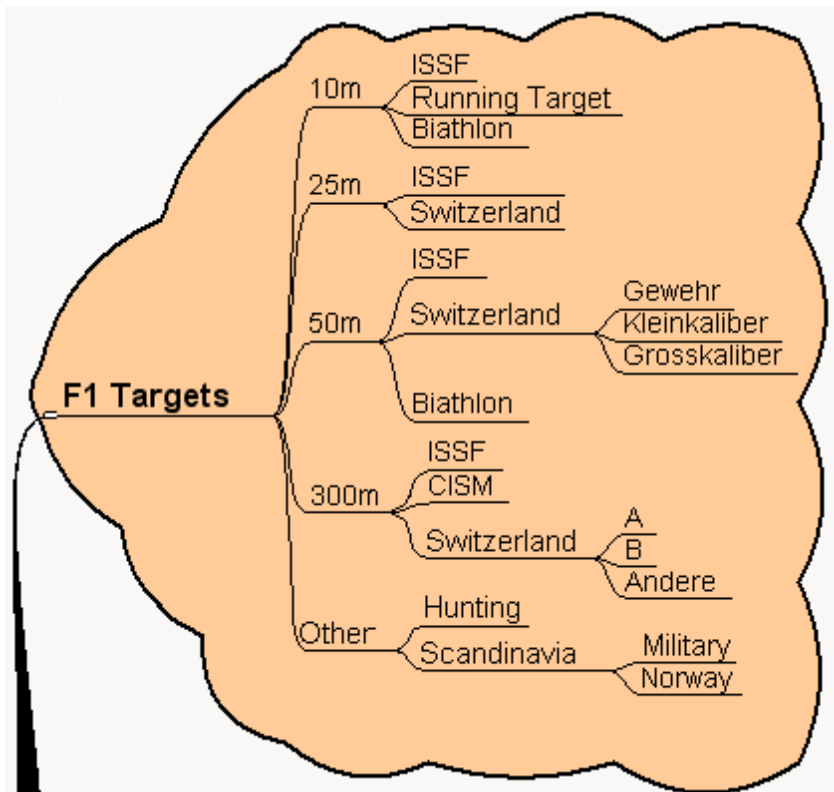 F1 Targets
10m
ISSF
Running Target
Biathlon
25m
ISSF
Switzerland
50m
ISSF
Switzerland
Gewehr
Kleinkaliber
Grosskaliber
Biathlon
300m
ISSF
CISM
Switzerland
A
B
Andere
Other
Hunting
Scandinavia
Military
Norway